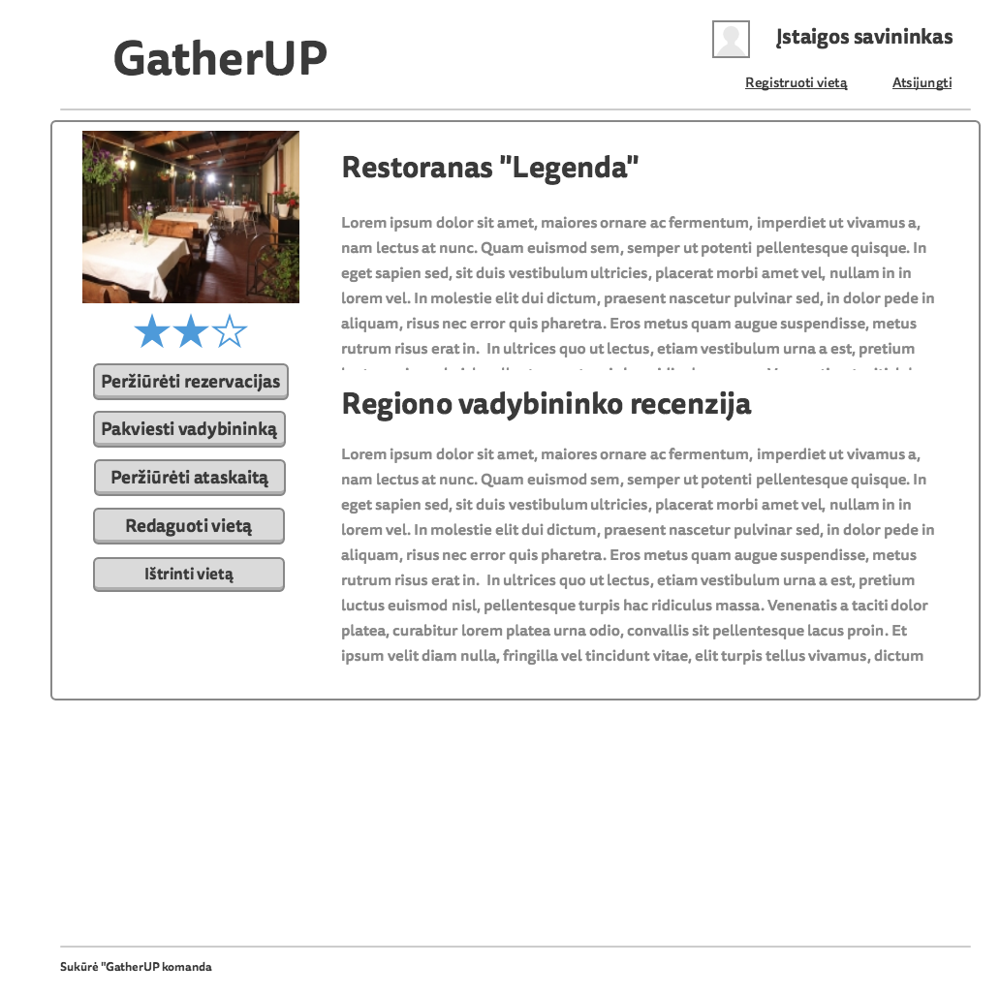 GatherUP
Įstaigos savininkas
Registruoti vietą
Atsijungti
Restoranas "Legenda"
Lorem ipsum dolor sit amet, maiores ornare ac fermentum, imperdiet ut vivamus a,
nam lectus at nunc. Quam euismod sem, semper ut potenti pellentesque quisque. In
eget sapien sed, sit duis vestibulum ultricies, placerat morbi amet vel, nullam in in
lorem vel. In molestie elit dui dictum, praesent nascetur pulvinar sed, in dolor pede in
aliquam, risus nec error quis pharetra. Eros metus quam augue suspendisse, metus
rutrum risus erat in. In ultrices quo ut lectus, etiam vestibulum urna a est, pretium
Peržiūrėti rezervacijas
Pakviesti vadybininką
Peržiūrėti ataskaitą
Redaguoti vietą
Ištrinti vietą
Regiono vadybininko recenzija
Lorem ipsum dolor sit amet, maiores ornare ac fermentum, imperdiet ut vivamus a,
nam lectus at nunc. Quam euismod sem, semper ut potenti pellentesque quisque. In
eget sapien sed, sit duis vestibulum ultricies, placerat morbi amet vel, nullam in in
lorem vel. In molestie elit dui dictum, praesent nascetur pulvinar sed, in dolor pede in
aliquam, risus nec error quis pharetra. Eros metus quam augue suspendisse, metus
rutrum risus erat in. In ultrices quo ut lectus, etiam vestibulum urna a est, pretium
luctus euismod nisl, pellentesque turpis hac ridiculus massa. Venenatis a taciti dolor
platea, curabitur lorem platea urna odio, convallis sit pellentesque lacus proin. Et
ipsum velit diam nulla, fringilla vel tincidunt vitae, elit turpis tellus vivamus, dictum
Sukūrė "GatherUP komanda